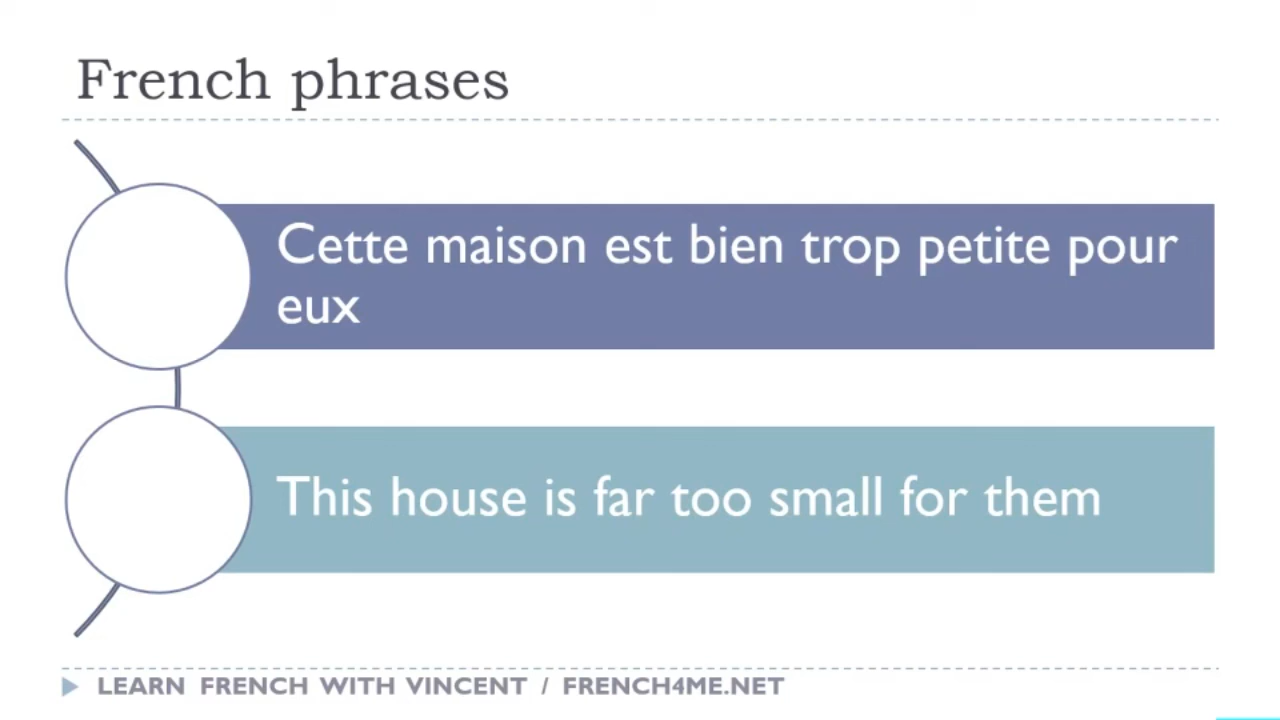 French phrases
Cette maison est bien trop petite pour
eux
This house is far too small for them
LEARN FRENCH WITH VINCENT / FRENCH4ME.NET